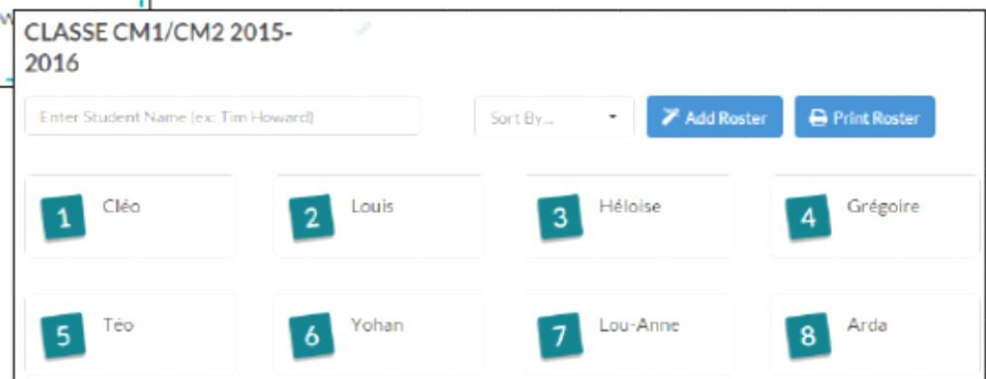 CLASSE CM1/CM2 2015-
2016
Enter Student Name (ex: Tim Howard)
Sort By...
Add Roster
Print Roster
1 Cléo
2 Louis
3 Héloise
4 Grégoire
5 Téo
6 Yohan
7 Lou-Anne
8 Arda